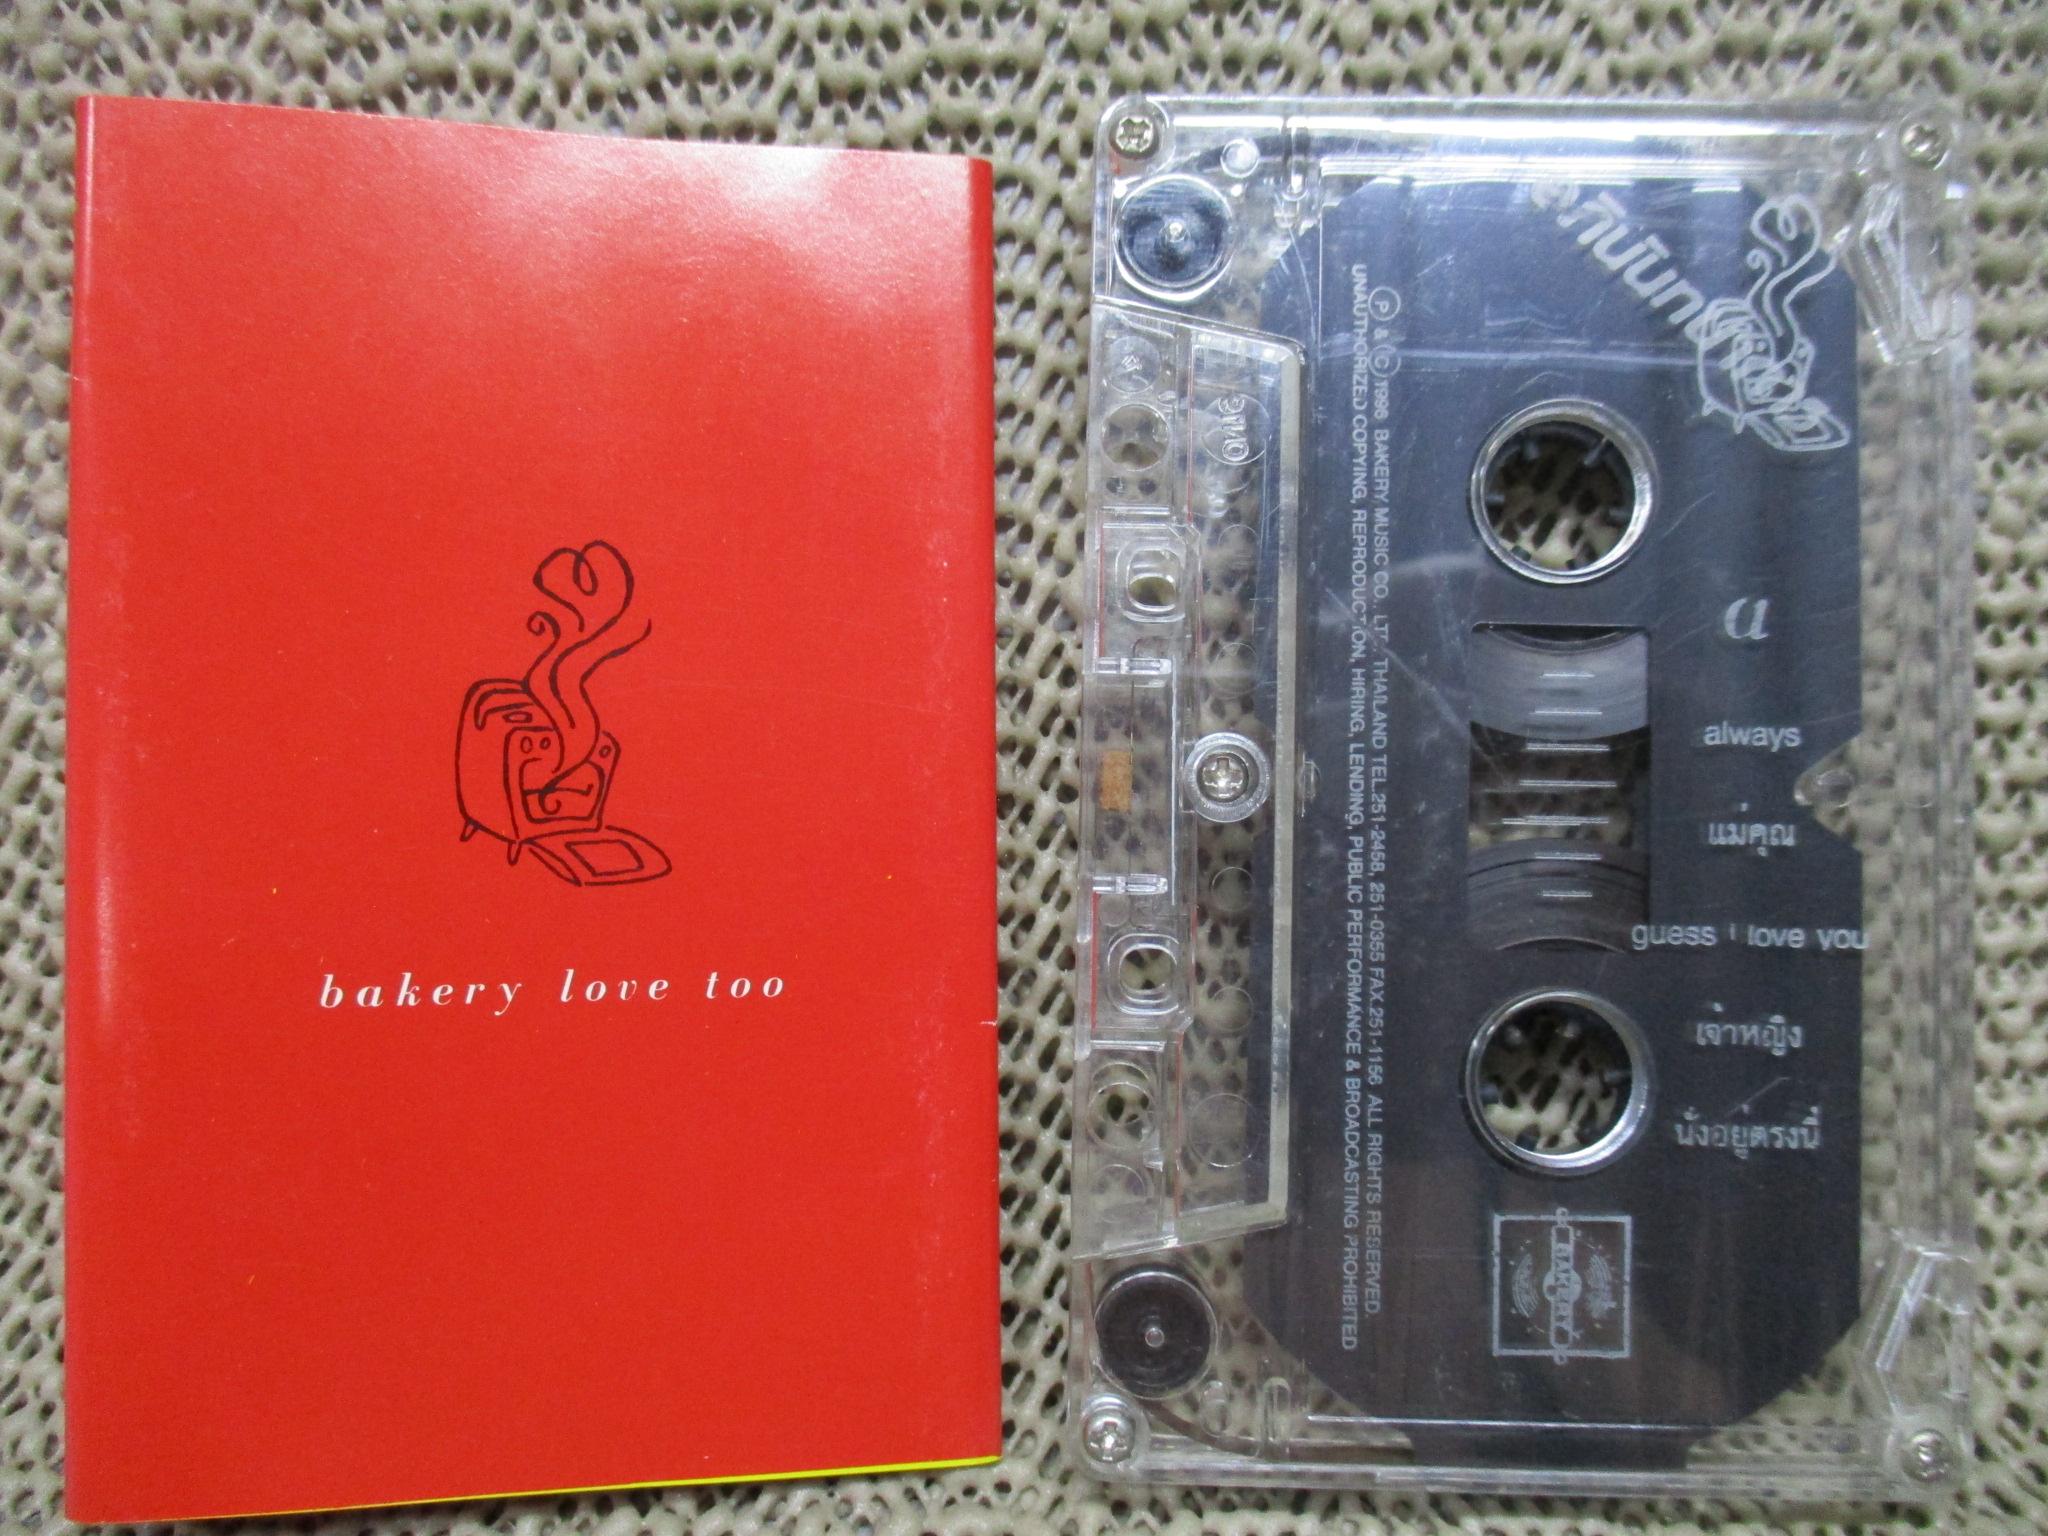 bakery love too
a
always
แม่คุณ
guess i love you
เจ้าหญิง
นั่งอยู่ตรงนี้
BAKERY
P & C 1996 BAKERY MUSIC CO., LTD. THAILAND TEL.251-2458, 251-0355 FAX.251-1156 ALL RIGHTS RESERVED.
UNAUTHORIZED COPYING, REPRODUCTION, HIRING, LENDING, PUBLIC PERFORMANCE & BROADCASTING PROHIBITED